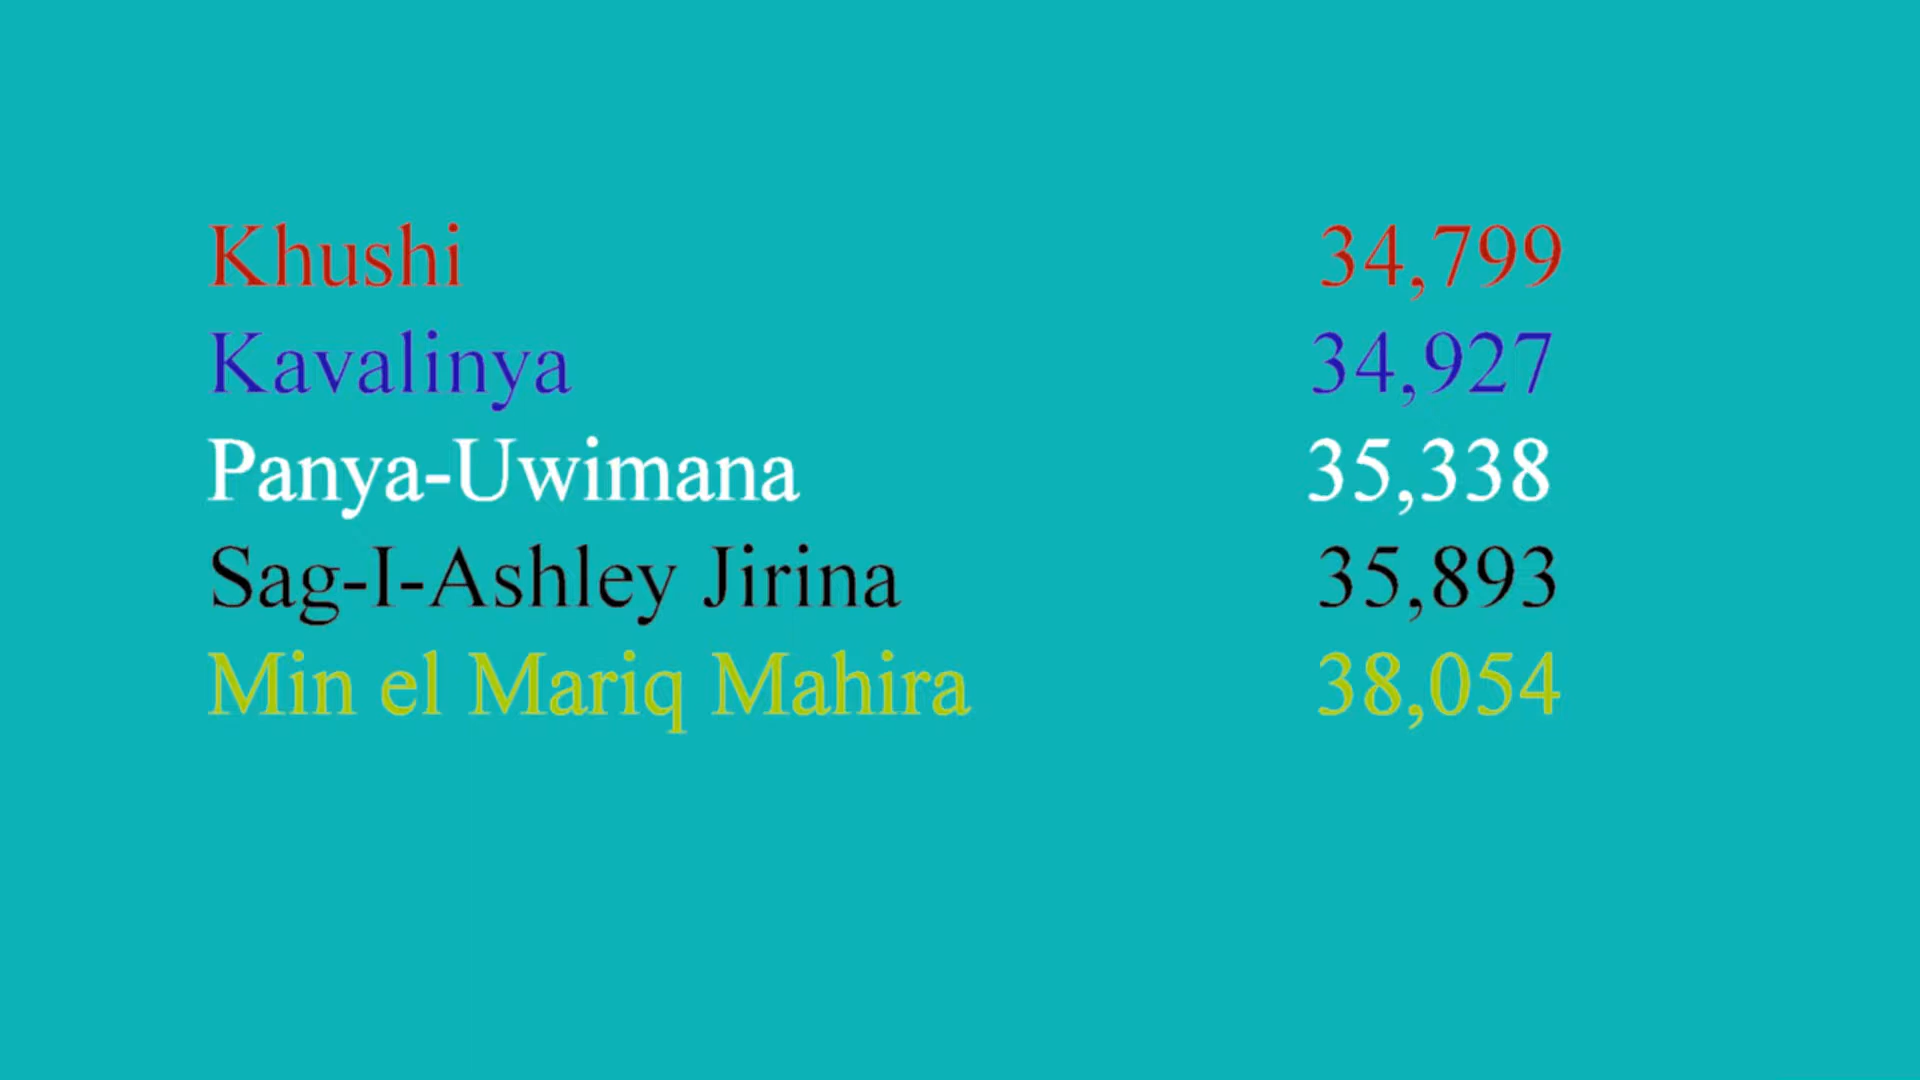 Khushi 34,799
Kavalinya 34,927
Panya-Uwimana 35,338
Sag-I-Ashley Jirina 35,893
Min el Mariq Mahira 38,054